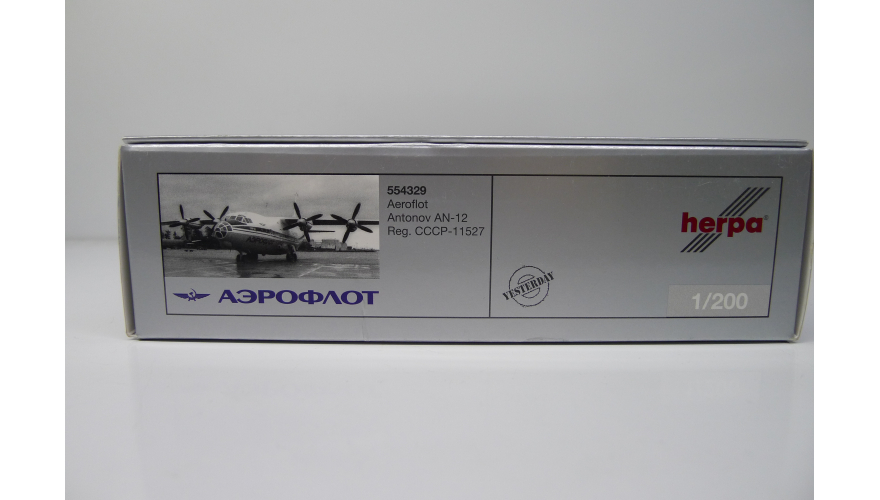 554329
Aeroflot
Antonov AN-12
Reg. CCCP-11527
АЭРОФЛОТ
YESTERDAY
herpa®
1/200